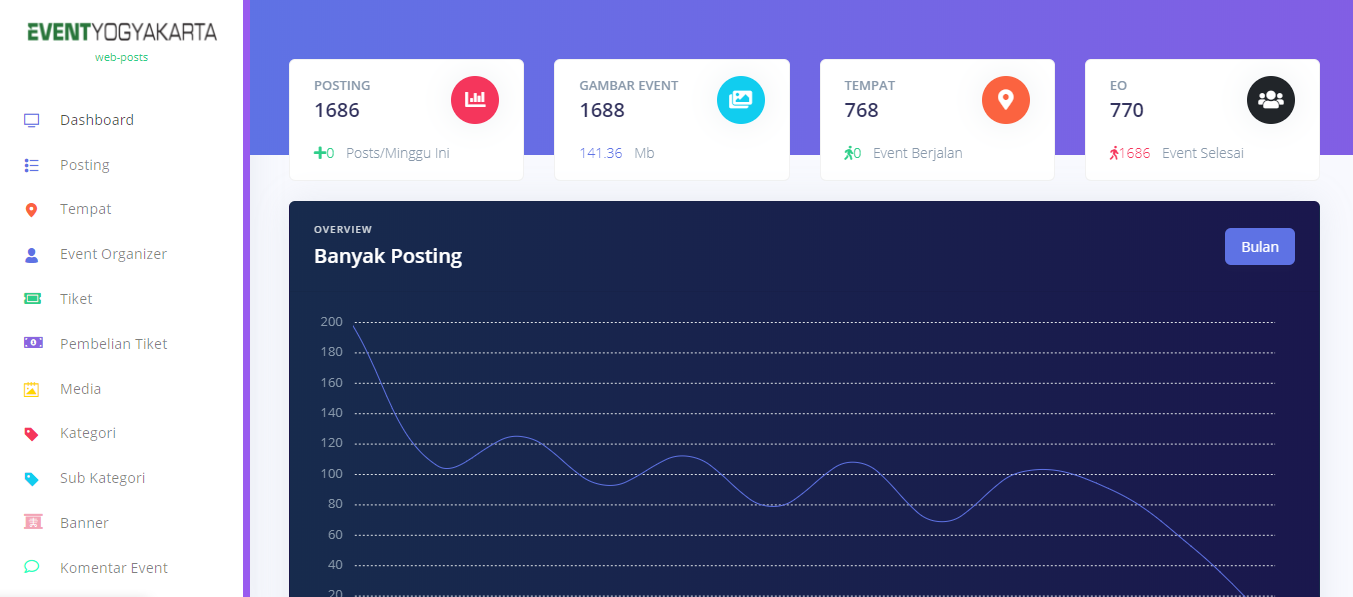 EVENTYOGYAKARTA
web-posts
Dashboard
Posting
Tempat
Event Organizer
Tiket
Pembelian Tiket
Media
Kategori
Sub Kategori
Banner
Komentar Event
POSTING
1686
+0 Posts/Minggu Ini
GAMBAR EVENT
1688
141.36 Mb
TEMPAT
768
0 Event Berjalan
EO
770
1686 Event Selesai
OVERVIEW
Banyak Posting
Bulan
200
180
160
140
120
100
80
60
40
20